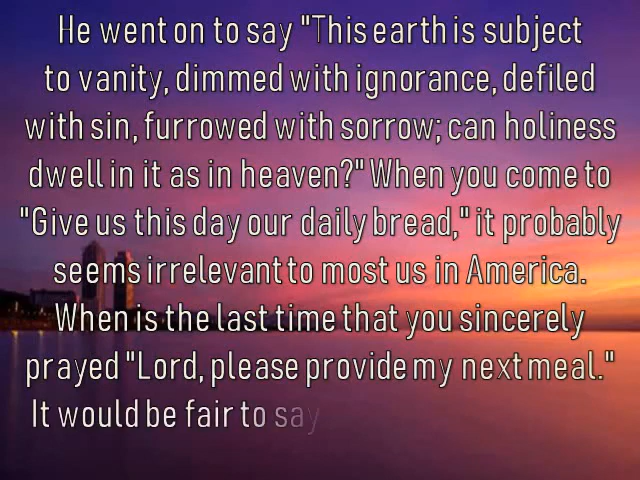 He went on to say "This earth is subject
to vanity, dimmed with ignorance, defiled
with sin, furrowed with sorrow; can holiness
dwell in it as in heaven?" When you come to
"Give us this day our daily bread," it probably
seems irrelevant to most us in America.
When is the last time that you sincerely
prayed "Lord, please provide my next meal."
It would be fair to say